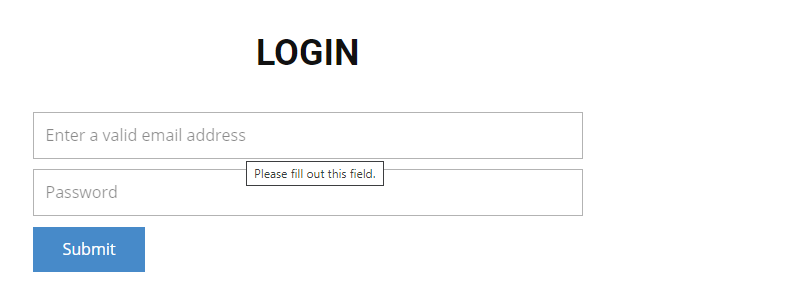 LOGIN
Enter a valid email address
Please fill out this field.
Password
Submit